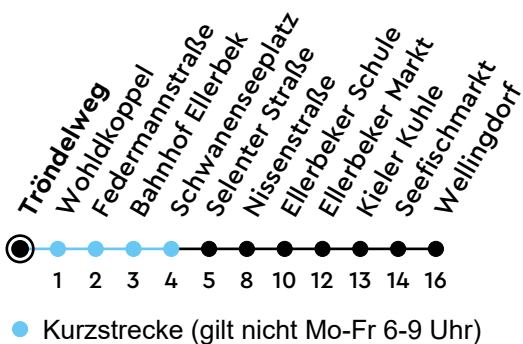 Tröndelweg
Wohldkoppel
Federmannstraße
Bahnhof Ellerbek
Schwanenseeplatz
Selenter Straße
Nissenstraße
Ellerbeker Schule
Ellerbeker Markt
Kieler Kuhle
Seefischmarkt
Wellingdorf
1 2 3 4 5 8 10 12 13 14 16
Kurzstrecke (gilt nicht Mo-Fr 6-9 Uhr)